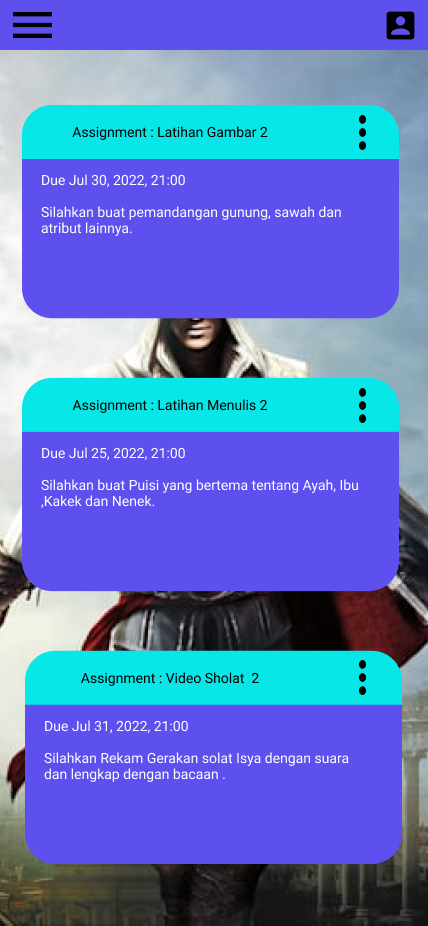 Assignment : Latihan Gambar 2
Due Jul 30, 2022, 21:00
Silahkan buat pemandangan gunung, sawah dan
atribut lainnya.
Assignment : Latihan Menulis 2
Due Jul 25, 2022, 21:00
Silahkan buat Puisi yang bertema tentang Ayah, Ibu
,Kakek dan Nenek.
Assignment : Video Sholat  2
Due Jul 31, 2022, 21:00
Silahkan Rekam Gerakan solat Isya dengan suara
dan lengkap dengan bacaan .